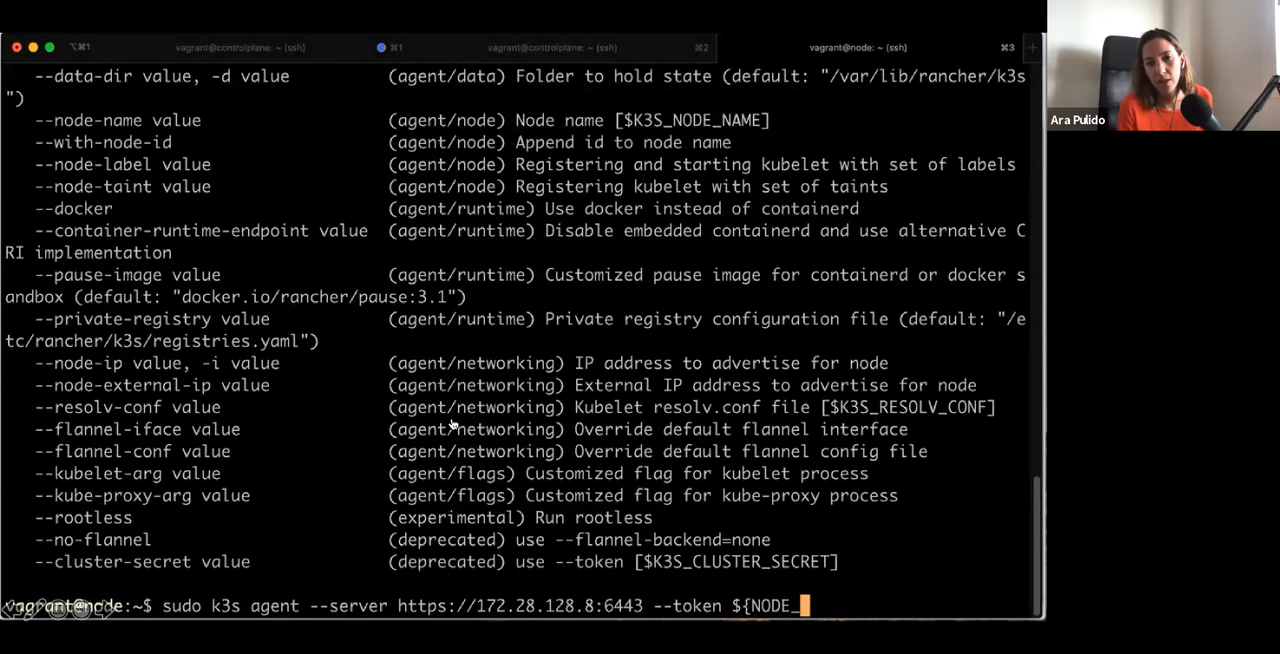 ⌥⌘1 vagrant@controlplane: ~ (ssh) ⌘1 vagrant@controlplane: ~ (ssh) ⌘2 vagrant@node: ~ (ssh) ⌘3 +
--data-dir value, -d value (agent/data) Folder to hold state (default: "/var/lib/rancher/k3s
")
--node-name value (agent/node) Node name [$K3S_NODE_NAME]
--with-node-id (agent/node) Append id to node name
--node-label value (agent/node) Registering and starting kubelet with set of labels
--node-taint value (agent/node) Registering kubelet with set of taints
--docker (agent/runtime) Use docker instead of containerd
--container-runtime-endpoint value (agent/runtime) Disable embedded containerd and use alternative C
RI implementation
--pause-image value (agent/runtime) Customized pause image for containerd or docker s
andbox (default: "docker.io/rancher/pause:3.1")
--private-registry value (agent/runtime) Private registry configuration file (default: "/e
tc/rancher/k3s/registries.yaml")
--node-ip value, -i value (agent/networking) IP address to advertise for node
--node-external-ip value (agent/networking) External IP address to advertise for node
--resolv-conf value (agent/networking) Kubelet resolv.conf file [$K3S_RESOLV_CONF]
--flannel-iface value (agent/networking) Override default flannel interface
--flannel-conf value (agent/networking) Override default flannel config file
--kubelet-arg value (agent/flags) Customized flag for kubelet process
--kube-proxy-arg value (agent/flags) Customized flag for kube-proxy process
--rootless (experimental) Run rootless
--no-flannel (deprecated) use --flannel-backend=none
--cluster-secret value (deprecated) use --token [$K3S_CLUSTER_SECRET]
vagrant@node:~$ sudo k3s agent --server https://172.28.128.8:6443 --token ${NODE_
Ara Pulido